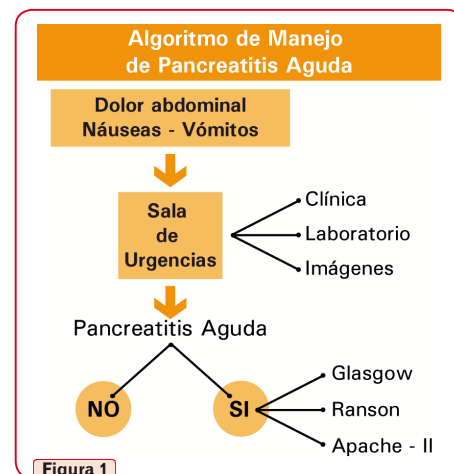 Algoritmo de Manejo
de Pancreatitis Aguda
Dolor abdominal
Náuseas - Vómitos
Sala
de
Urgencias
Clínica
Laboratorio
Imágenes
Pancreatitis Aguda
NO
SI
Glasgow
Ranson
Apache - II
Figura 1